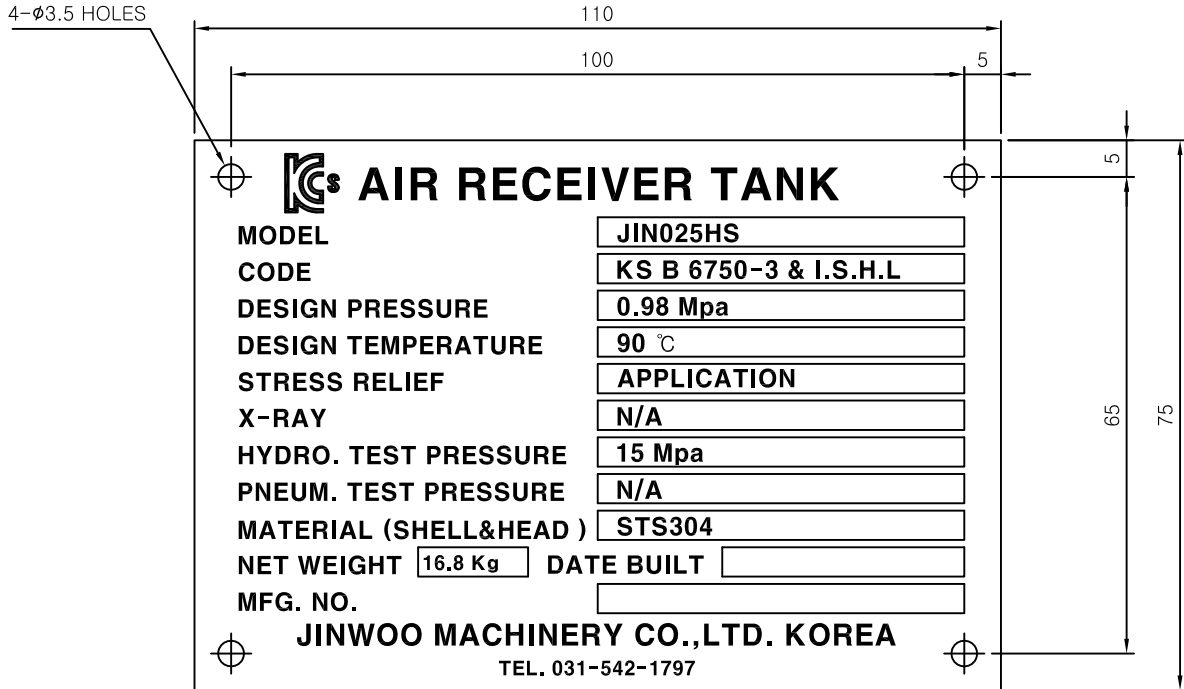 4-Φ3.5 HOLES
110
100
5
5
KCs AIR RECEIVER TANK
MODEL JIN025HS
CODE KS B 6750-3 & I.S.H.L
DESIGN PRESSURE 0.98 Mpa
DESIGN TEMPERATURE 90 ℃
STRESS RELIEF APPLICATION
X-RAY N/A
HYDRO. TEST PRESSURE 15 Mpa
PNEUM. TEST PRESSURE N/A
MATERIAL (SHELL&HEAD ) STS304
NET WEIGHT 16.8 Kg DATE BUILT
MFG. NO.
JINWOO MACHINERY CO.,LTD. KOREA
TEL. 031-542-1797
65
75